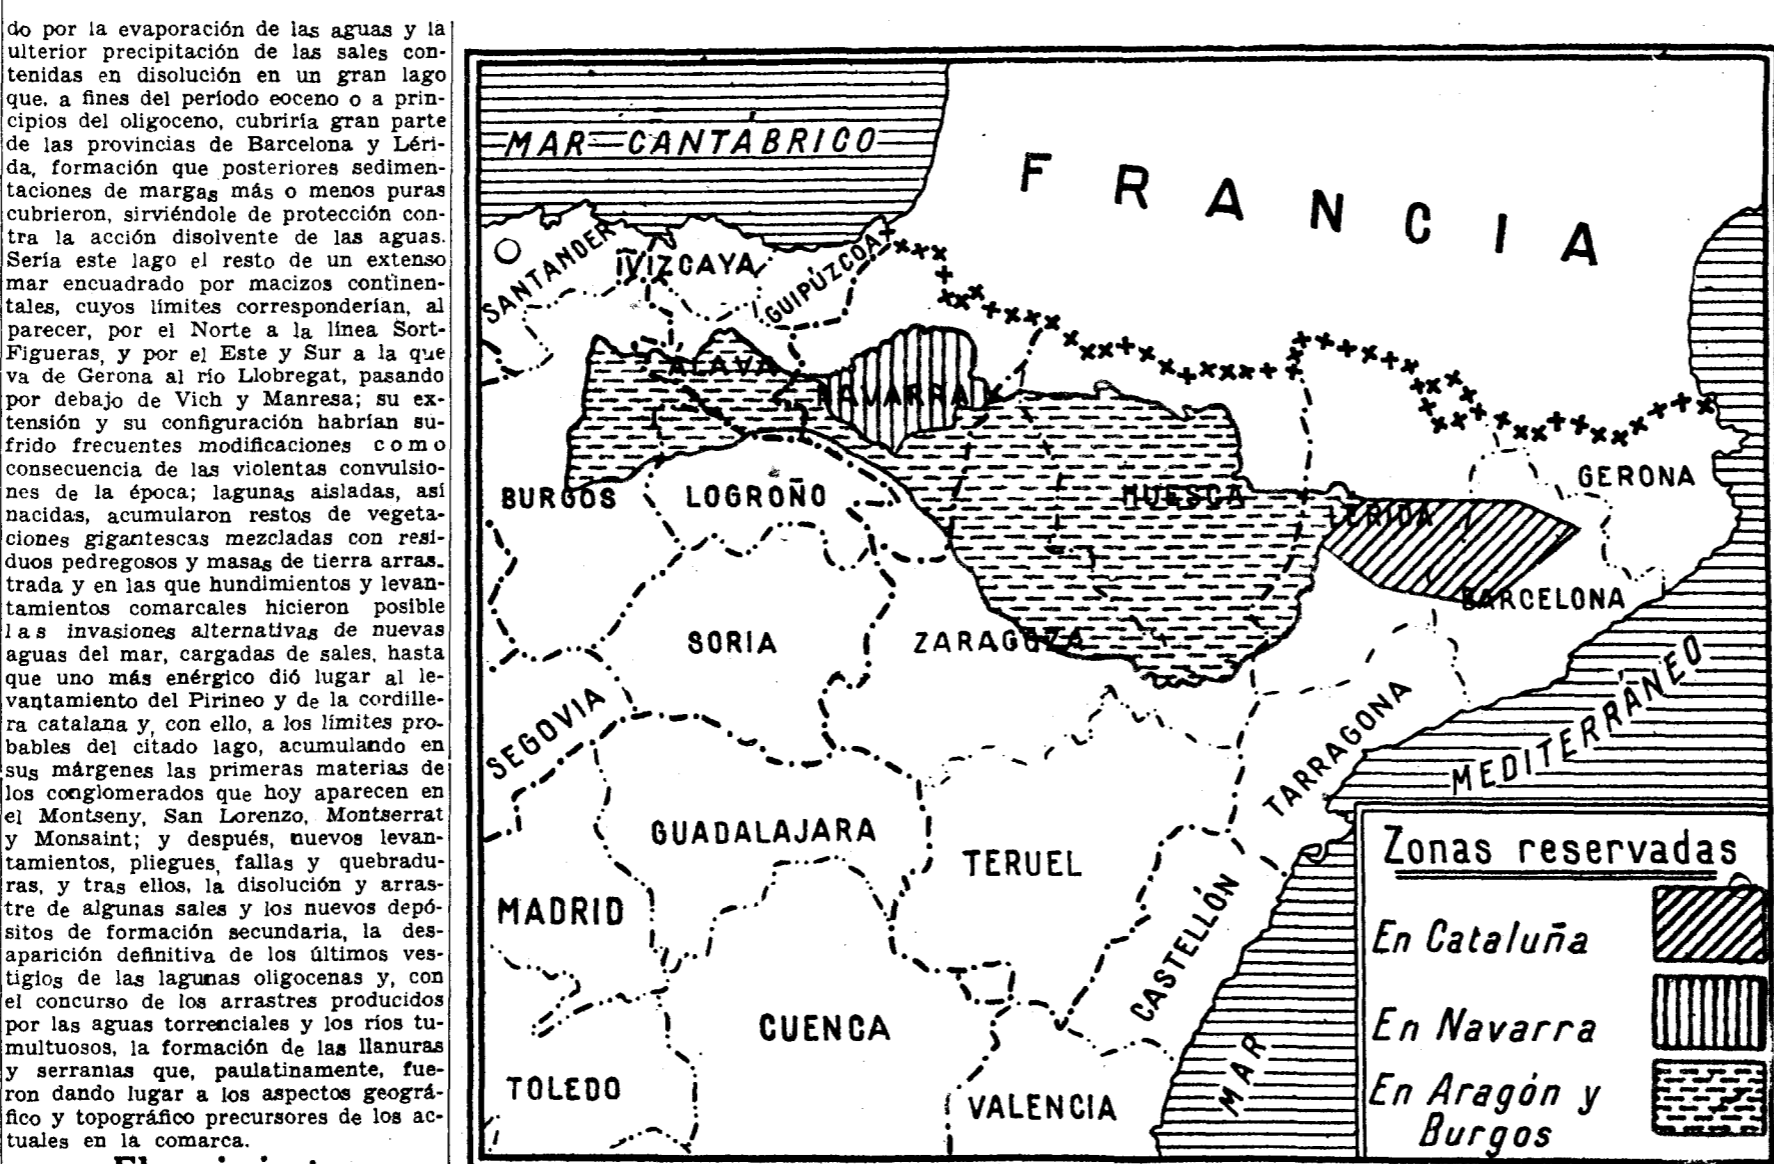 do por la evaporación de las aguas y la
ulterior precipitación de las sales con-
tenidas en disolución en un gran lago
que, a fines del período eoceno o a prin-
cipios del oligoceno, cubriría gran parte
de las provincias de Barcelona y Léri-
da, formación que posteriores sedimen-
taciones de margas más o menos puras
cubrieron, sirviéndole de protección con-
tra la acción disolvente de las aguas.
Sería este lago el resto de un extenso
mar encuadrado por macizos continen-
tales, cuyos límites corresponderían, al
parecer, por el Norte a la línea Sort-
Figueras, y por el Este y Sur a la que
va de Gerona al río Llobregat, pasando
por debajo de Vich y Manresa; su ex-
tensión y su configuración habrían su-
frido frecuentes modificaciones como
consecuencia de las violentas convulsio-
nes de la época; lagunas aisladas, así
nacidas, acumularon restos de vegeta-
ciones gigantescas mezcladas con resi-
duos pedregosos y masas de tierra arras-
trada y en las que hundimientos y levan-
tamientos comarcales hicieron posible
las invasiones alternativas de nuevas
aguas del mar, cargadas de sales, hasta
que uno más enérgico dió lugar al le-
vantamiento del Pirineo y de la cordille-
ra catalana y, con ello, a los límites pro-
bables del citado lago, acumulando en
sus márgenes las primeras materias de
los conglomerados que hoy aparecen en
el Montseny, San Lorenzo, Montserrat
y Monsaint; y después, nuevos levan-
tamientos, pliegues, fallas y quebradu-
ras, y tras ellos, la disolución y arras-
tre de algunas sales y los nuevos depó-
sitos de formación secundaria, la des-
aparición definitiva de los últimos ves-
tigios de las lagunas oligocenas y, con
el concurso de los arrastres producidos
por las aguas torrenciales y los ríos tu-
multuosos, la formación de las llanuras
y serranías que, paulatinamente, fue-
ron dando lugar a los aspectos geográ-
fico y topográfico precursores de los ac-
tuales en la comarca.
MAR CANTÁBRICO
FRANCIA
SANTANDER
VIZCAYA
GUIPÚZCOA
ALAVA
NAVARRA
BURGOS
LOGROÑO
HUESCA
LERIDA
GERONA
BARCELONA
SORIA
ZARAGOZA
SEGOVIA
TARRAGONA
MAR MEDITERRÁNEO
GUADALAJARA
TERUEL
MADRID
CASTELLÓN
CUENCA
TOLEDO
VALENCIA
Zonas reservadas
En Cataluña
En Navarra
En Aragón y
Burgos